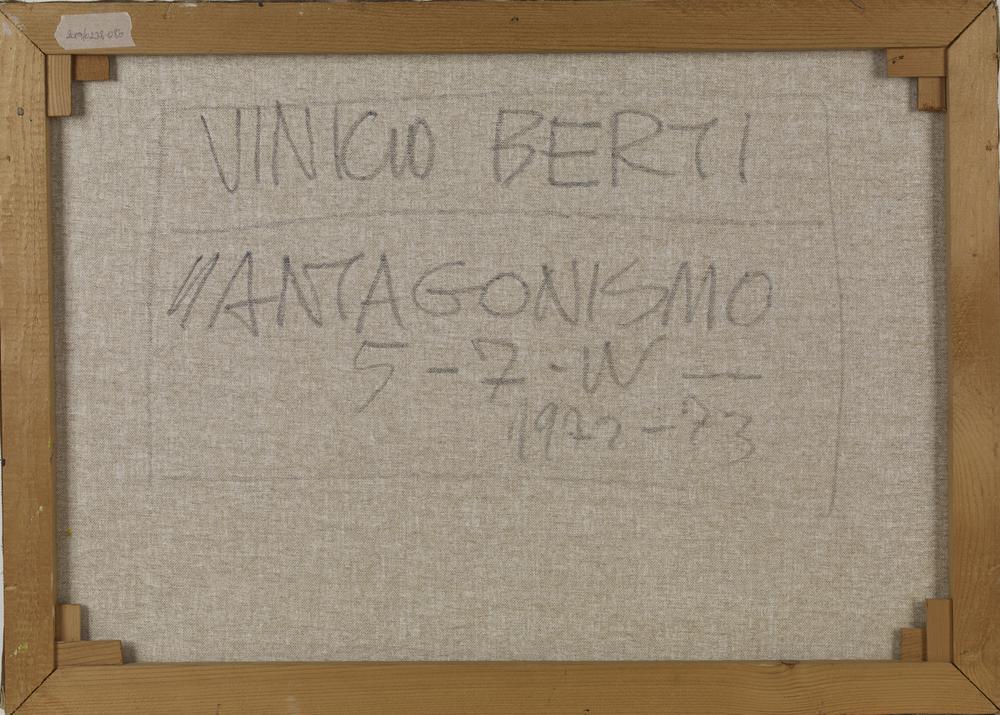 VINICIO BERTI
"ANTAGONISMO
5-7·W —
1972-73